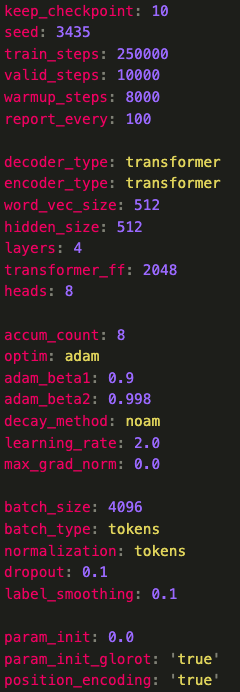 keep_checkpoint: 10
seed: 3435
train_steps: 250000
valid_steps: 10000
warmup_steps: 8000
report_every: 100
decoder_type: transformer
encoder_type: transformer
word_vec_size: 512
hidden_size: 512
layers: 4
transformer_ff: 2048
heads: 8
accum_count: 8
optim: adam
adam_beta1: 0.9
adam_beta2: 0.998
decay_method: noam
learning_rate: 2.0
max_grad_norm: 0.0
batch_size: 4096
batch_type: tokens
normalization: tokens
dropout: 0.1
label_smoothing: 0.1
param_init: 0.0
param_init_glorot: 'true'
position_encoding: 'true'